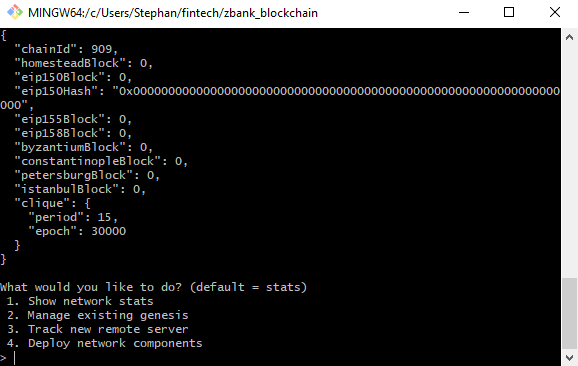 MINGW64:/c/Users/Stephan/fintech/zbank_blockchain
{
"chainId": 909,
"homesteadBlock": 0,
"eip150Block": 0,
"eip150Hash": "0x0000000000000000000000000000000000000000000000000000000000000
000",
"eip155Block": 0,
"eip158Block": 0,
"byzantiumBlock": 0,
"constantinopleBlock": 0,
"petersburgBlock": 0,
"istanbulBlock": 0,
"clique": {
"period": 15,
"epoch": 30000
}
}
What would you like to do? (default = stats)
1. Show network stats
2. Manage existing genesis
3. Track new remote server
4. Deploy network components
>